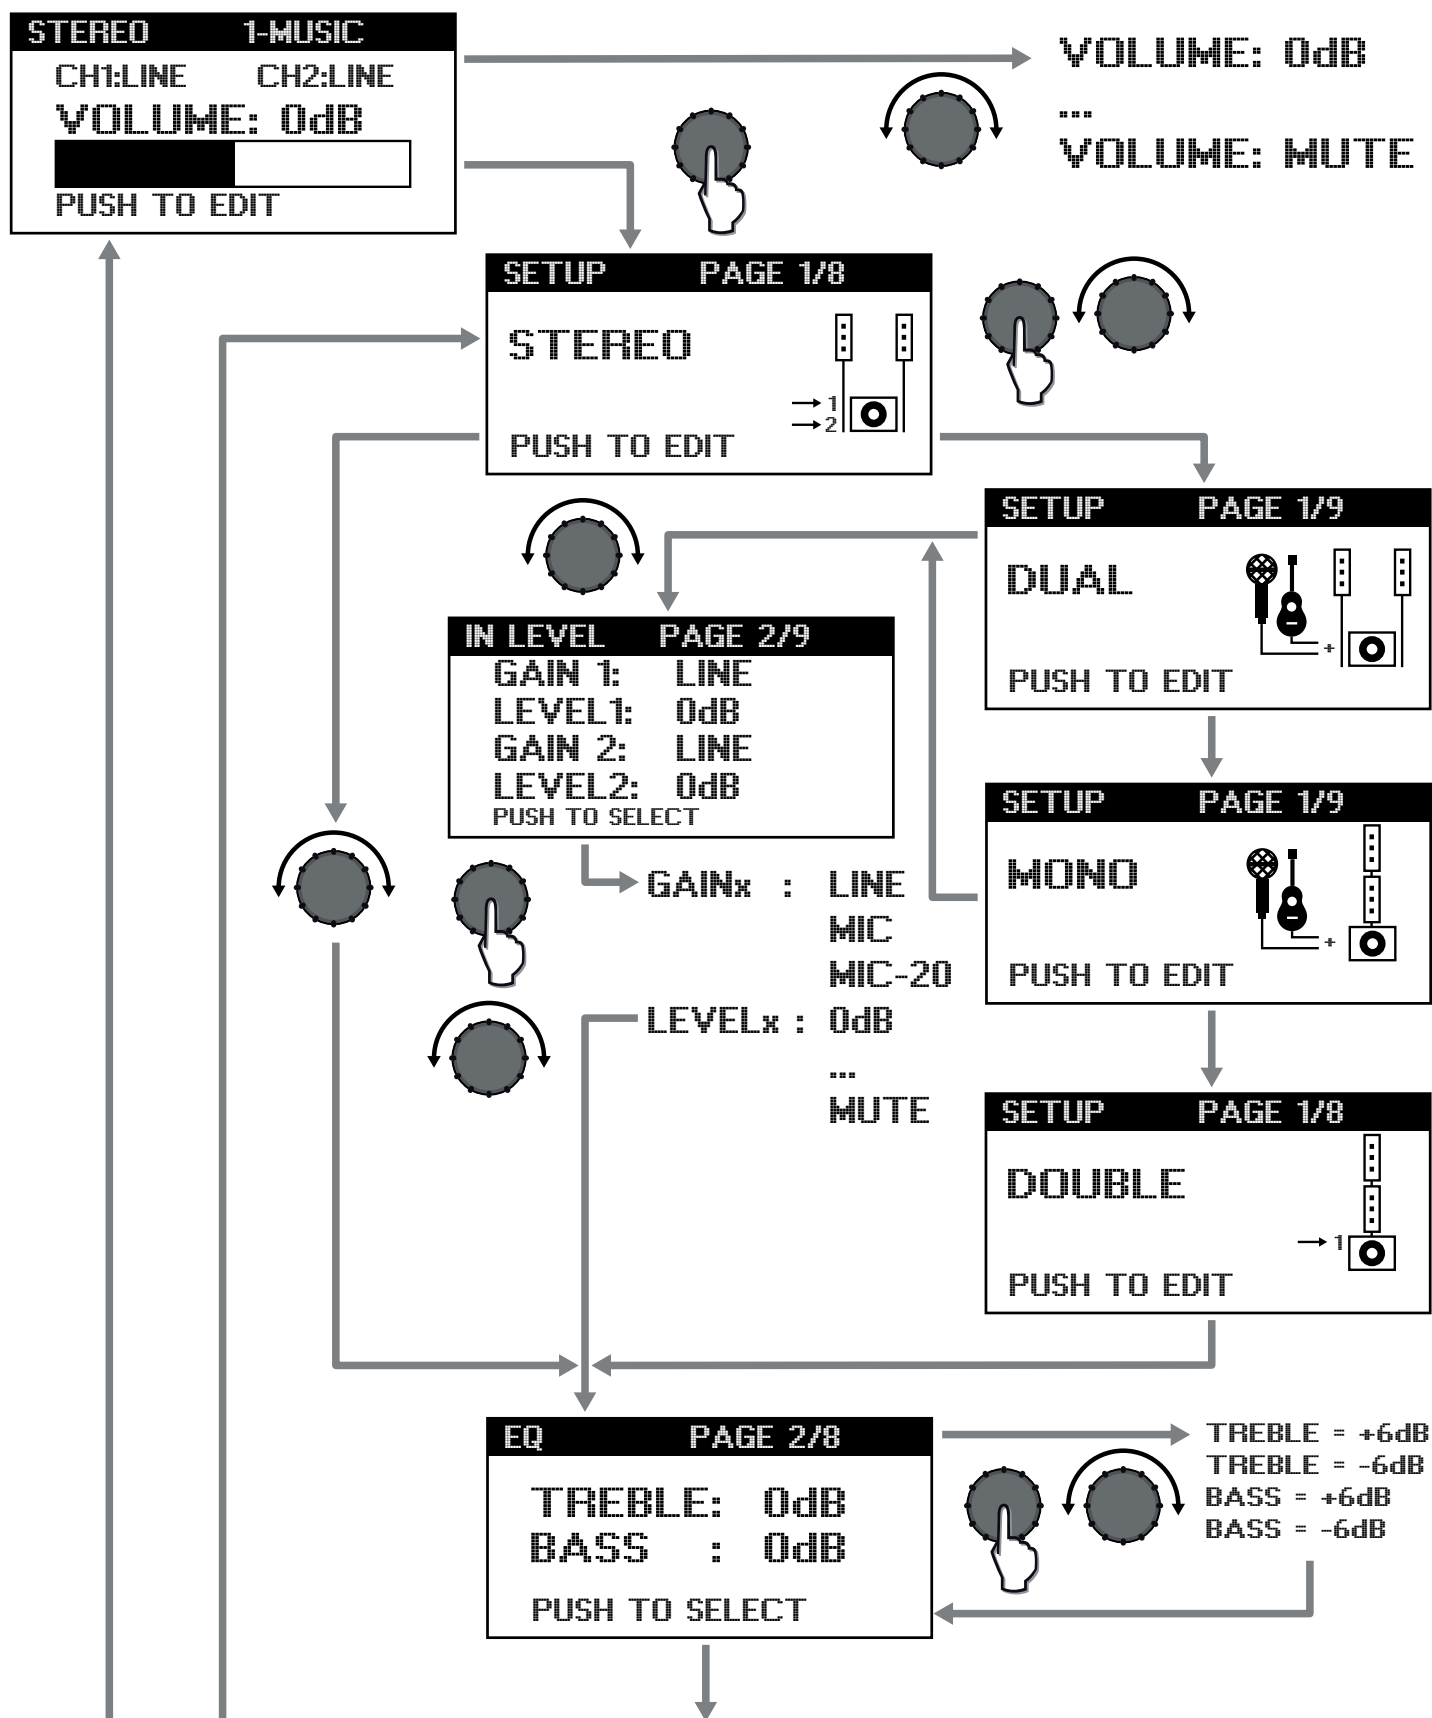 STEREO 1-MUSIC
CH1:LINE CH2:LINE
VOLUME: 0dB
PUSH TO EDIT
VOLUME: 0dB
...
VOLUME: MUTE
SETUP PAGE 1/8
STEREO
1
2
PUSH TO EDIT
SETUP PAGE 1/9
DUAL
+
PUSH TO EDIT
IN LEVEL PAGE 2/9
GAIN 1: LINE
LEVEL1: 0dB
GAIN 2: LINE
LEVEL2: 0dB
PUSH TO SELECT
SETUP PAGE 1/9
MONO
+
PUSH TO EDIT
GAINx : LINE
MIC
MIC-20
LEVELx : 0dB
...
MUTE
SETUP PAGE 1/8
DOUBLE
1
PUSH TO EDIT
EQ PAGE 2/8
TREBLE: 0dB
BASS : 0dB
PUSH TO SELECT
TREBLE = +6dB
TREBLE = -6dB
BASS = +6dB
BASS = -6dB